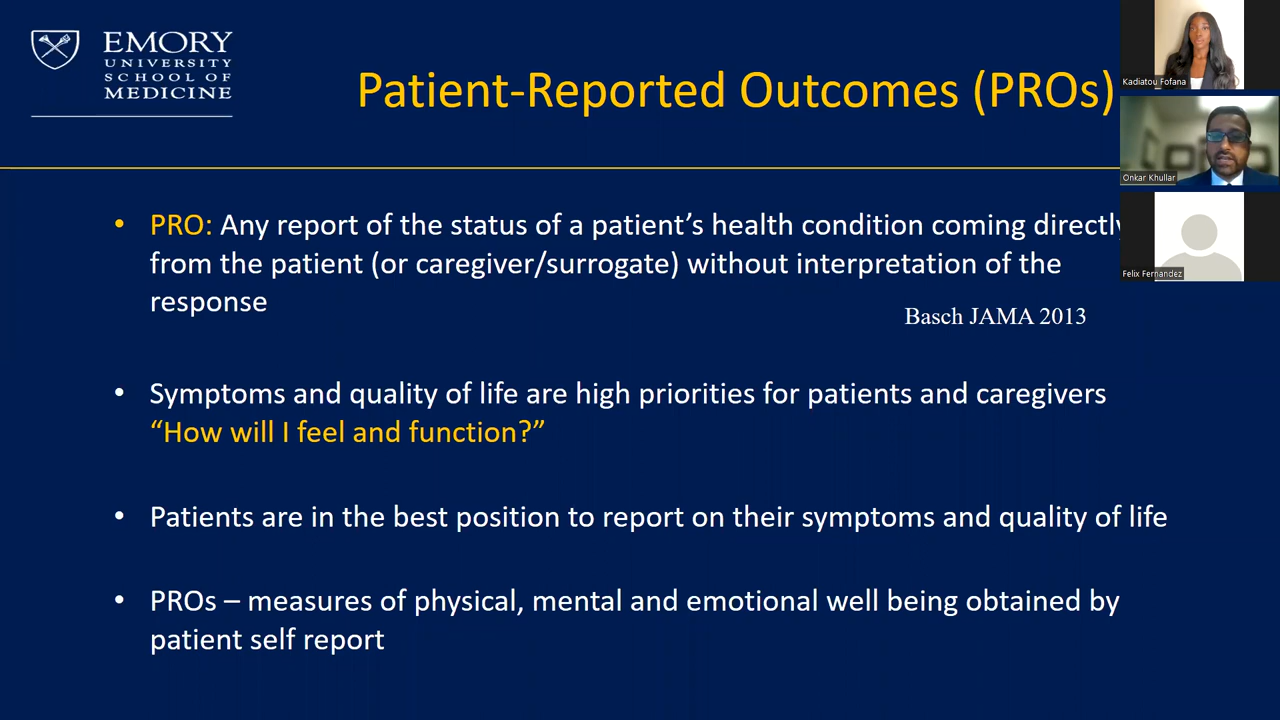 EMORY
UNIVERSITY
SCHOOL OF
MEDICINE
Patient-Reported Outcomes (PROs)
Kadiatou Fofana
Onkar Khullar
Felix Fernandez
• PRO: Any report of the status of a patient’s health condition coming directly
from the patient (or caregiver/surrogate) without interpretation of the
response
Basch JAMA 2013
• Symptoms and quality of life are high priorities for patients and caregivers
“How will I feel and function?”
• Patients are in the best position to report on their symptoms and quality of life
• PROs – measures of physical, mental and emotional well being obtained by
patient self report